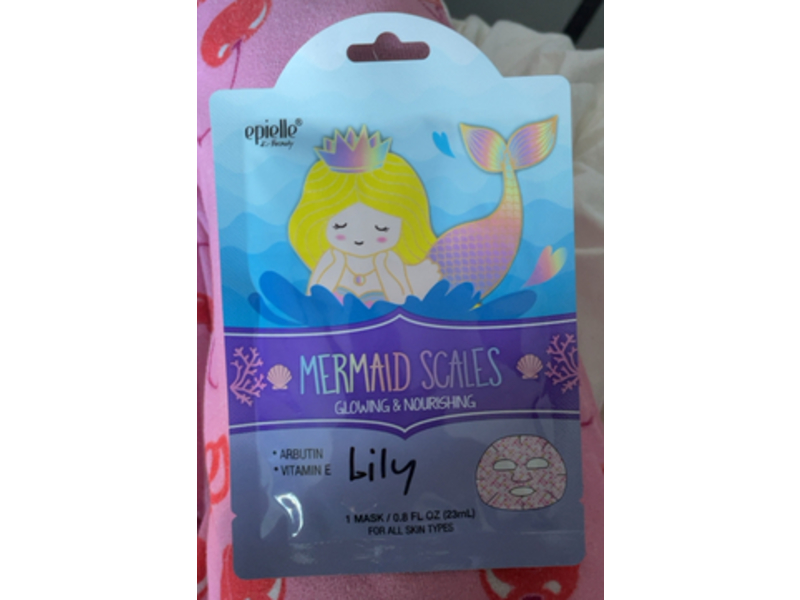 epielle®
K-Beauty
MERMAID SCALES
GLOWING & NOURISHING
• ARBUTIN
• VITAMIN E
Lily
1 MASK / 0.8 FL OZ (23mL)
FOR ALL SKIN TYPES